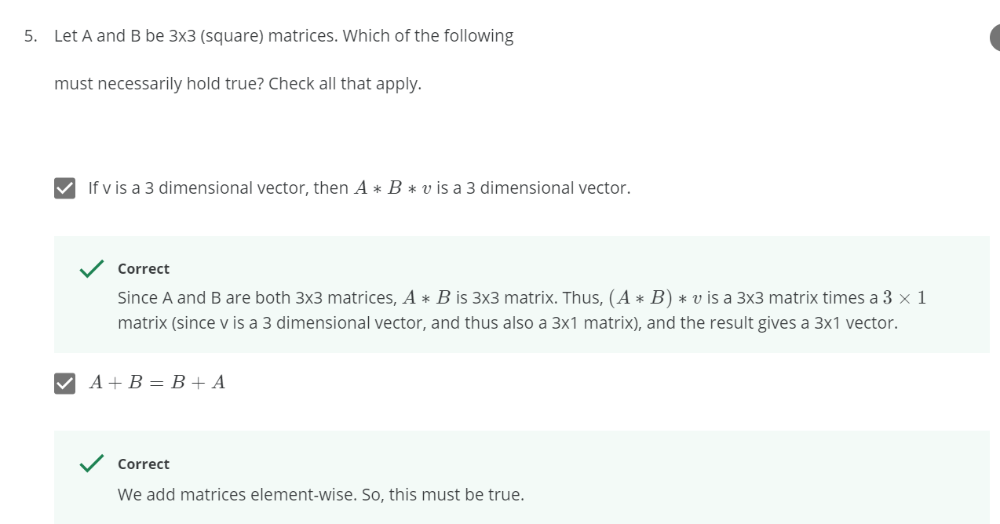 5. Let A and B be 3x3 (square) matrices. Which of the following
must necessarily hold true? Check all that apply.
If v is a 3 dimensional vector, then A ∗ B ∗ v is a 3 dimensional vector.
Correct
Since A and B are both 3x3 matrices, A ∗ B is 3x3 matrix. Thus, (A ∗ B) ∗ v is a 3x3 matrix times a 3 × 1
matrix (since v is a 3 dimensional vector, and thus also a 3x1 matrix), and the result gives a 3x1 vector.
A + B = B + A
Correct
We add matrices element-wise. So, this must be true.